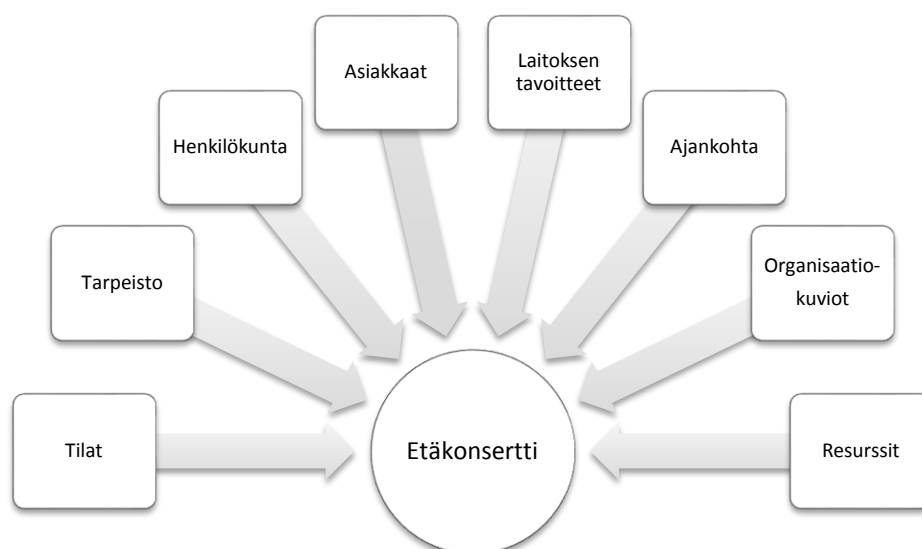 Asiakkaat
Laitoksen
tavoitteet
Henkilökunta
Ajankohta
Tarpeisto
Organisaatio-
kuviot
Tilat
Etäkonsertti
Resurssit